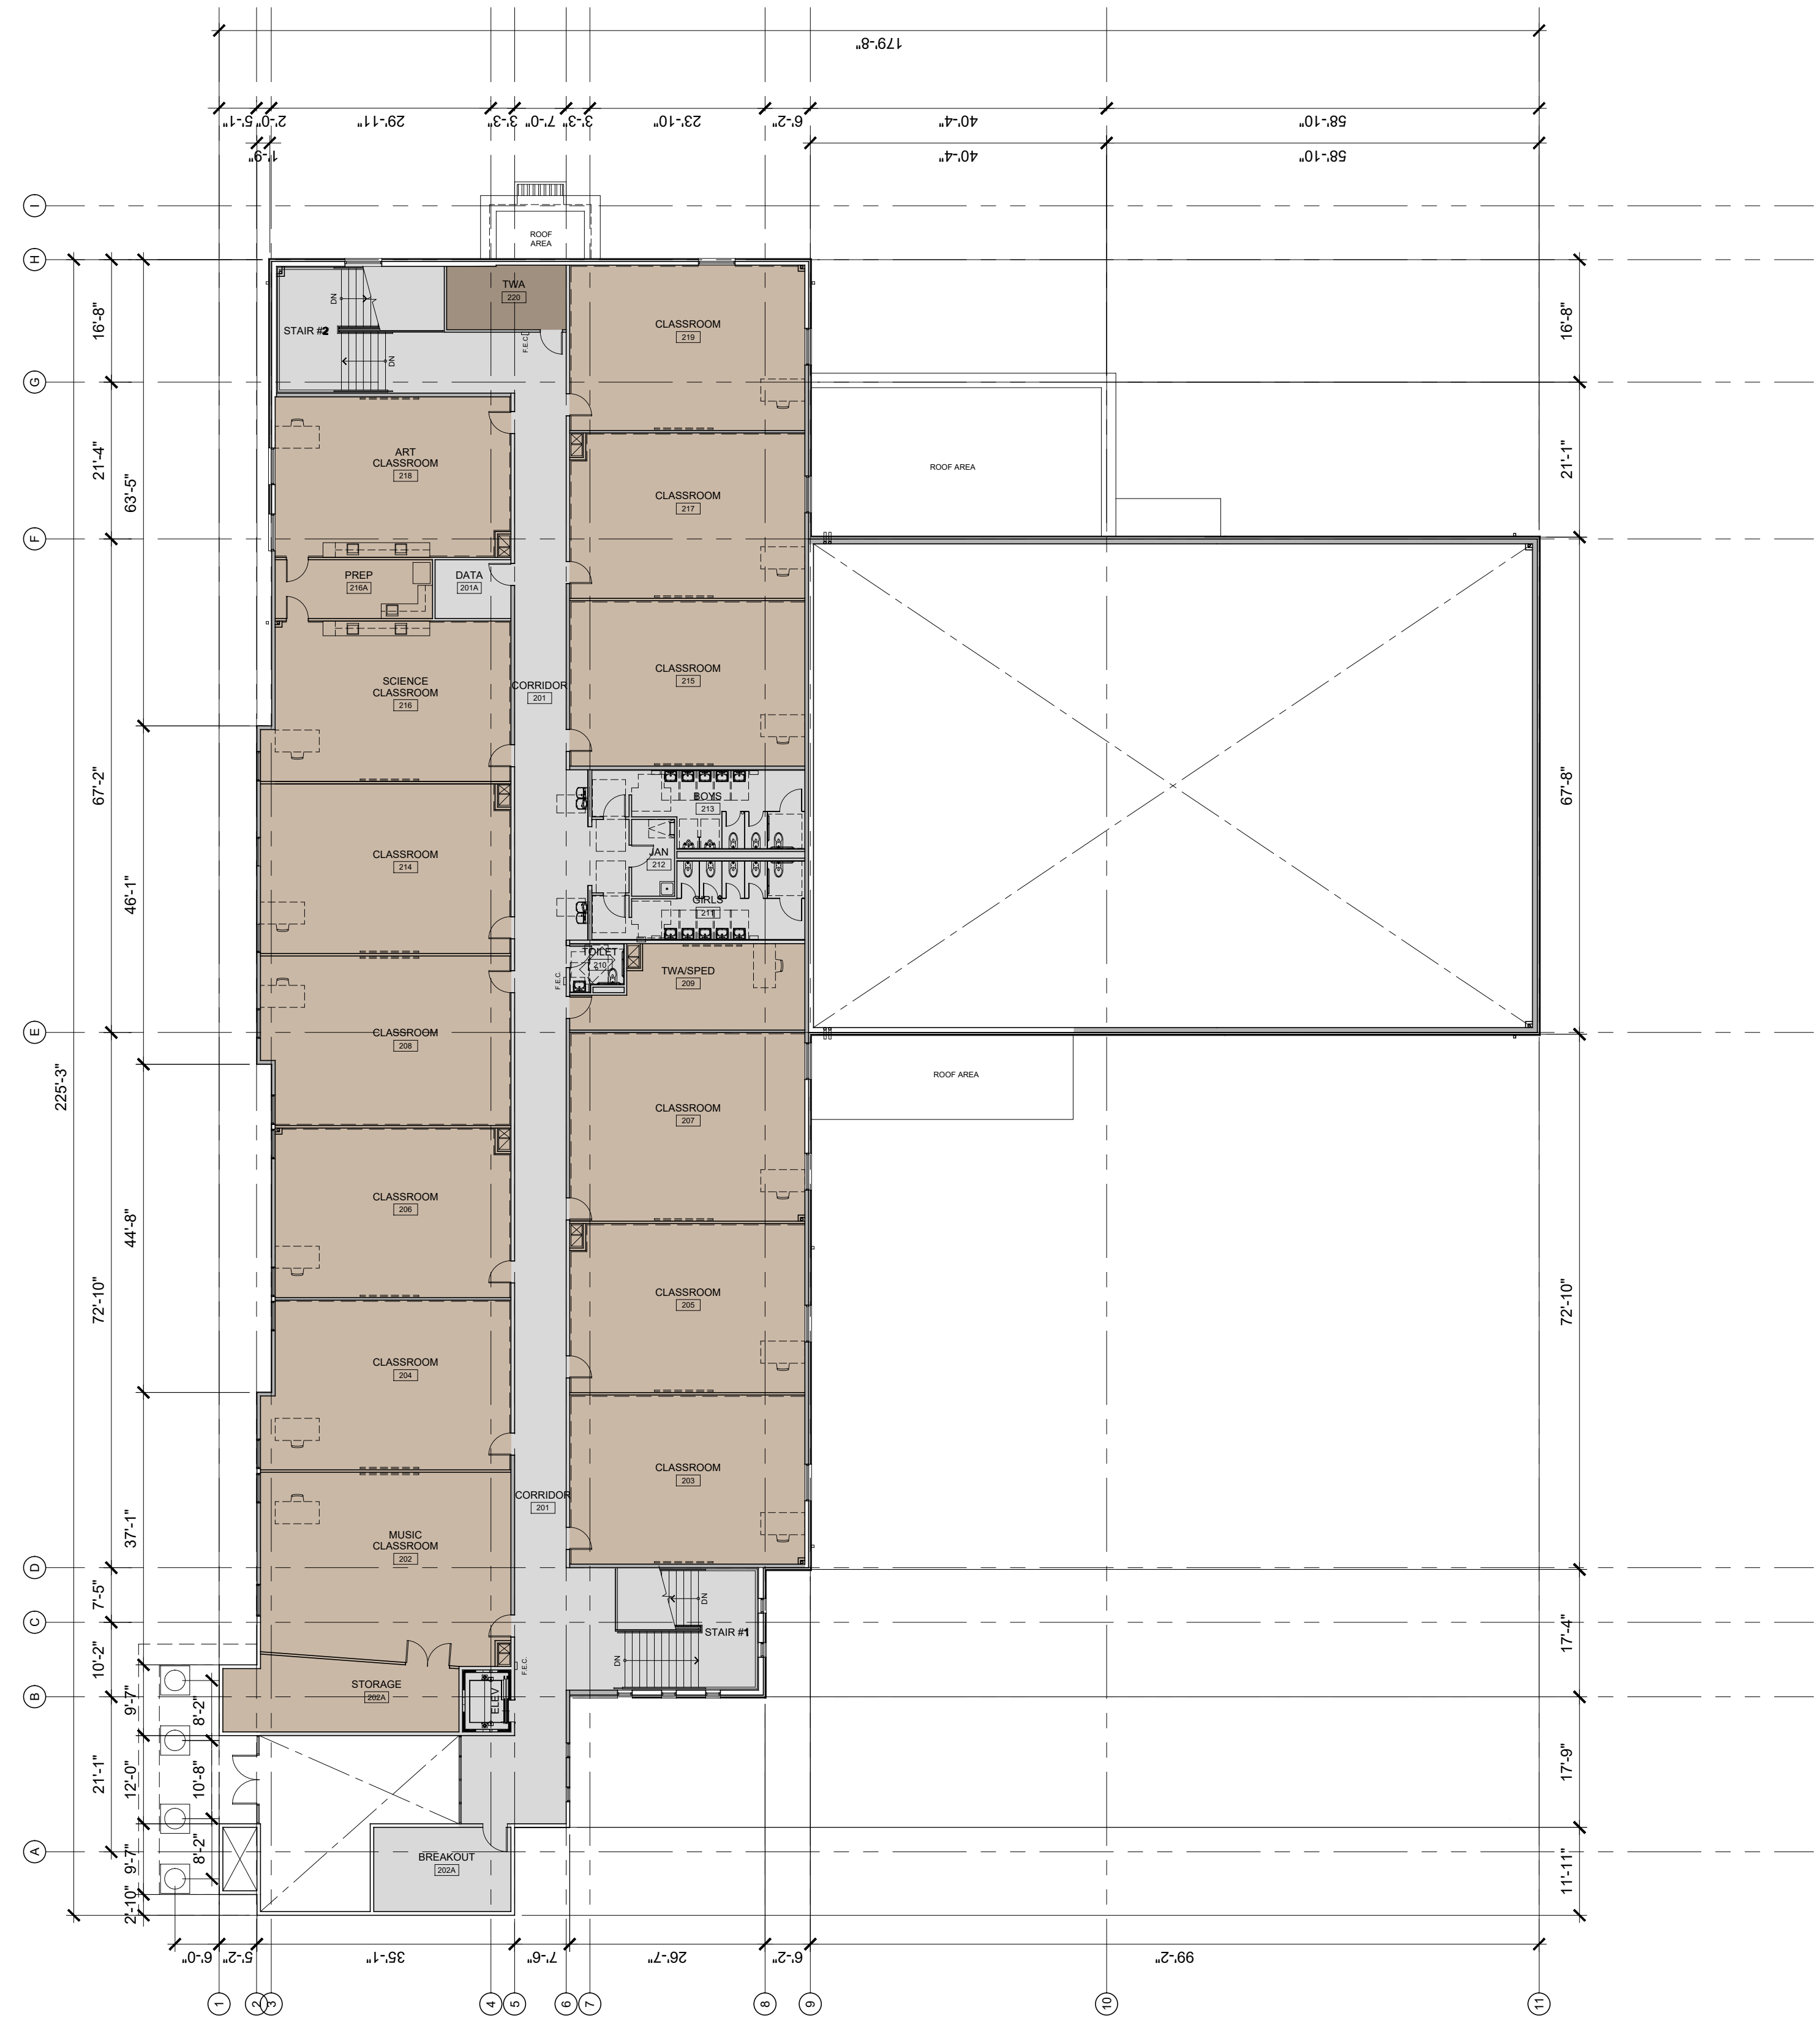 179'-8"
5'-1"
2'-0"
29'-11"
3'-3"
7'-0"
3'-3"
23'-10"
6'-2"
40'-4"
58'-10"
1'-9"
40'-4"
58'-10"
I
H
G
F
E
D
C
B
A
225'-3"
16'-8"
21'-4"
67'-2"
72'-10"
7'-5"
10'-2"
21'-1"
63'-5"
46'-1"
44'-8"
37'-1"
9'-7"
12'-0"
9'-7"
2'-10"
8'-2"
10'-8"
8'-2"
ROOF
AREA
TWA
220
DN
STAIR #2
DN
F.E.C.
CLASSROOM
219
ART
CLASSROOM
218
CLASSROOM
217
ROOF AREA
PREP
216A
DATA
201A
SCIENCE
CLASSROOM
216
CORRIDOR
201
CLASSROOM
215
BOYS
213
JAN
212
GIRLS
211
CLASSROOM
214
TOILET
210
F.E.C.
TWA/SPED
209
CLASSROOM
208
ROOF AREA
CLASSROOM
207
CLASSROOM
206
CLASSROOM
205
CLASSROOM
204
CLASSROOM
203
CORRIDOR
201
MUSIC
CLASSROOM
202
DN
STAIR #1
DN
F.E.C.
STORAGE
202A
ELEV
BREAKOUT
202A
16'-8"
21'-1"
67'-8"
72'-10"
17'-4"
17'-9"
11'-11"
6'-0"
5'-2"
35'-1"
7'-6"
26'-7"
6'-2"
99'-2"
1
2
3
4
5
6
7
8
9
10
11